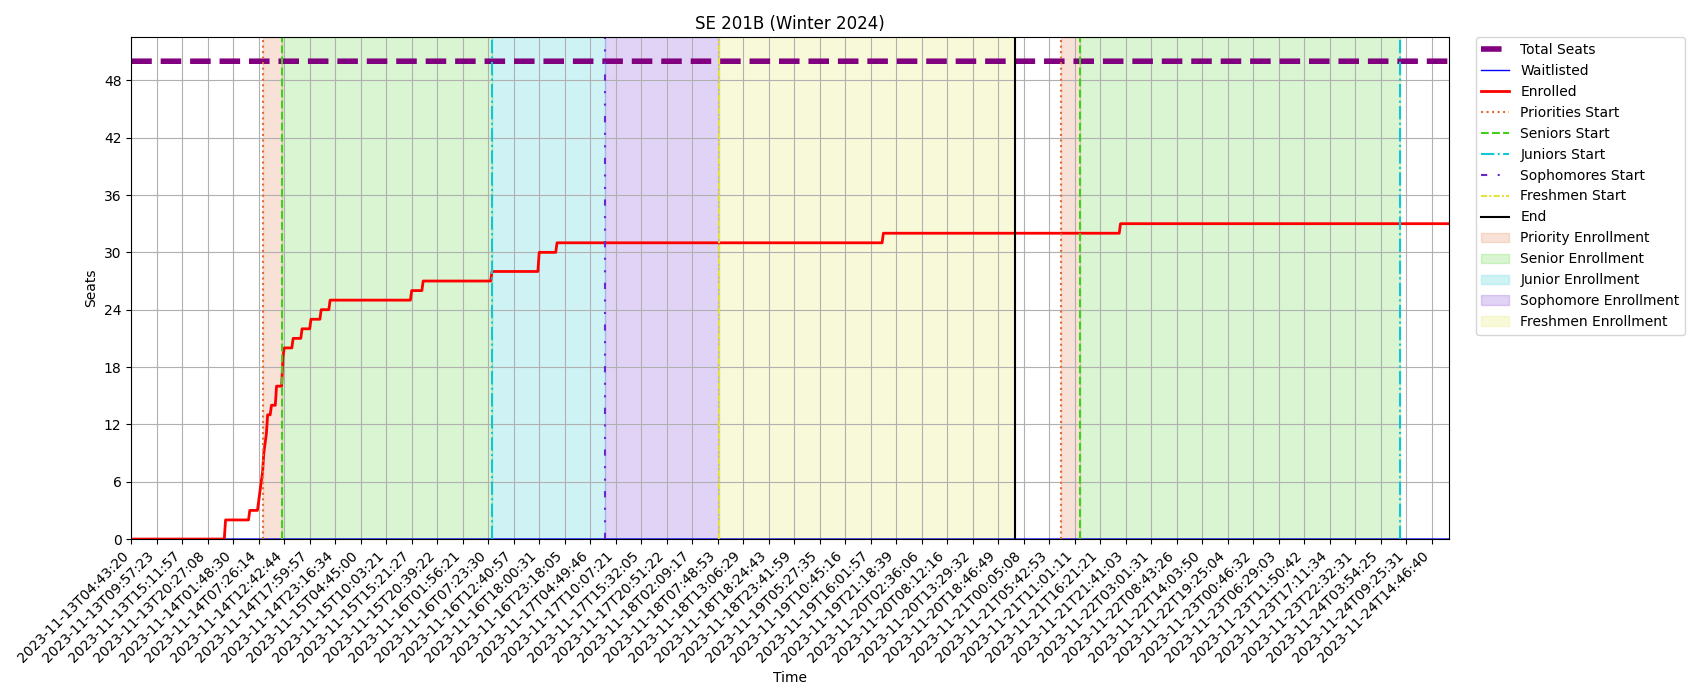 SE 201B (Winter 2024)
Seats
48
42
36
30
24
18
12
6
0
2023-11-13T04:43:20
2023-11-13T09:57:23
2023-11-13T15:11:57
2023-11-13T20:27:08
2023-11-14T01:48:30
2023-11-14T07:26:14
2023-11-14T12:42:44
2023-11-14T17:59:57
2023-11-14T23:16:34
2023-11-15T04:45:00
2023-11-15T10:03:21
2023-11-15T15:21:27
2023-11-15T20:39:22
2023-11-16T01:56:21
2023-11-16T07:23:30
2023-11-16T12:40:57
2023-11-16T18:00:31
2023-11-16T23:18:05
2023-11-17T04:49:46
2023-11-17T10:07:21
2023-11-17T15:32:05
2023-11-17T20:51:22
2023-11-18T02:09:17
2023-11-18T07:48:53
2023-11-18T13:06:29
2023-11-18T18:24:43
2023-11-18T23:41:59
2023-11-19T05:27:35
2023-11-19T10:45:16
2023-11-19T16:01:57
2023-11-19T21:18:39
2023-11-20T02:36:06
2023-11-20T08:12:16
2023-11-20T13:29:32
2023-11-20T18:46:49
2023-11-21T00:05:08
2023-11-21T05:42:53
2023-11-21T11:01:11
2023-11-21T16:21:21
2023-11-21T21:41:03
2023-11-22T03:01:31
2023-11-22T08:43:26
2023-11-22T14:03:50
2023-11-22T19:25:04
2023-11-23T00:46:32
2023-11-23T06:29:03
2023-11-23T11:50:42
2023-11-23T17:11:34
2023-11-23T22:32:31
2023-11-24T03:54:25
2023-11-24T09:25:31
2023-11-24T14:46:40
Time
Total Seats
Waitlisted
Enrolled
Priorities Start
Seniors Start
Juniors Start
Sophomores Start
Freshmen Start
End
Priority Enrollment
Senior Enrollment
Junior Enrollment
Sophomore Enrollment
Freshmen Enrollment